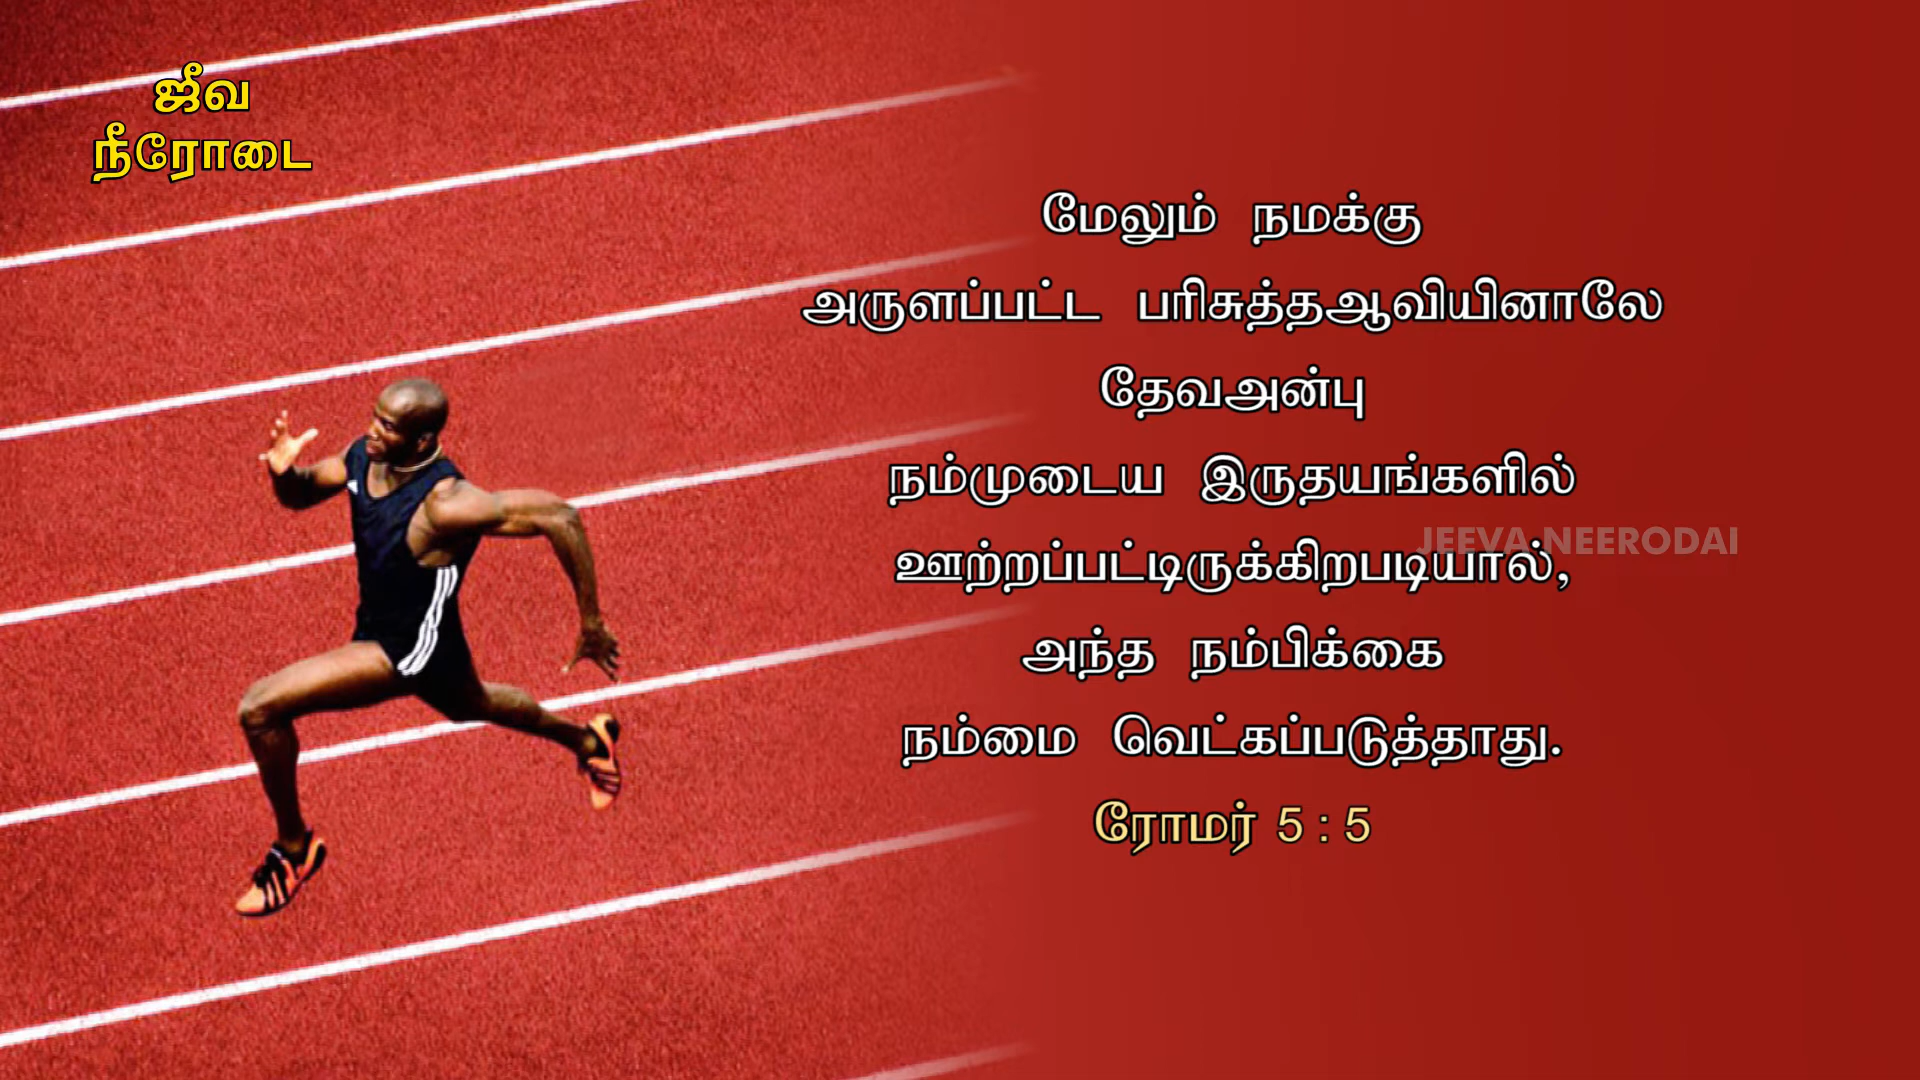 ஜீவ
நீரோடை
மேலும் நமக்கு
அருளப்பட்ட பரிசுத்தஆவியினாலே
தேவஅன்பு
நம்முடைய இருதயங்களில்
JEEVA NEERODAI
ஊற்றப்பட்டிருக்கிறபடியால்,
அந்த நம்பிக்கை
நம்மை வெட்கப்படுத்தாது.
ரோமர் 5 : 5